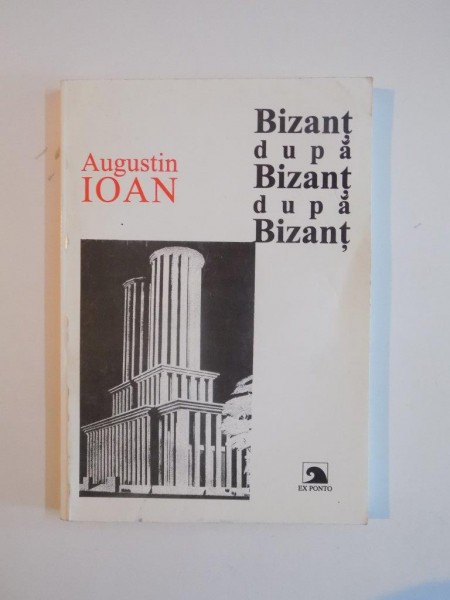 Augustin
IOAN
Bizanț
după
Bizanț
după
Bizanț
EX PONTO